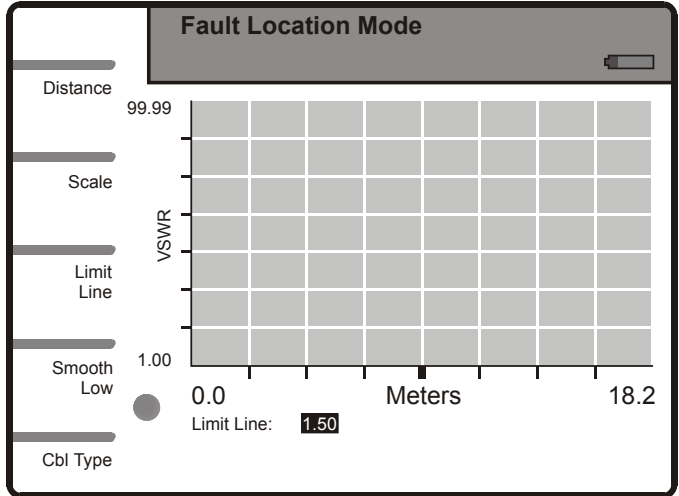 Fault Location Mode
Distance
Scale
Limit
Line
Smooth
Low
Cbl Type
99.99
VSWR
1.00
0.0
Meters
18.2
Limit Line: 1.50